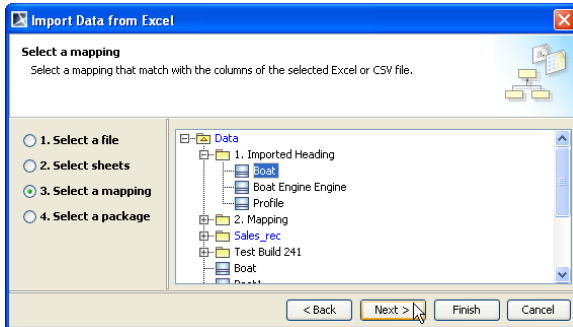 Import Data from Excel
Select a mapping
Select a mapping that match with the columns of the selected Excel or CSV file.
1. Select a file
2. Select sheets
3. Select a mapping
4. Select a package
Data
1. Imported Heading
Boat
Boat Engine Engine
Profile
2. Mapping
Sales_rec
Test Build 241
Boat
< Back
Next >
Finish
Cancel